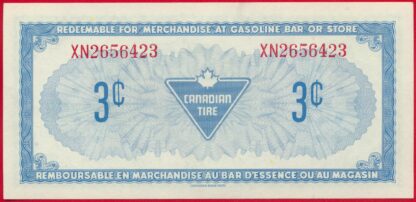 REDEEMABLE FOR MERCHANDISE AT GASOLINE BAR OR STORE
XN2656423 XN2656423
3¢ CANADIAN TIRE 3¢
REMBOURSABLE EN MARCHANDISE AU BAR D'ESSENCE OU AU MAGASIN